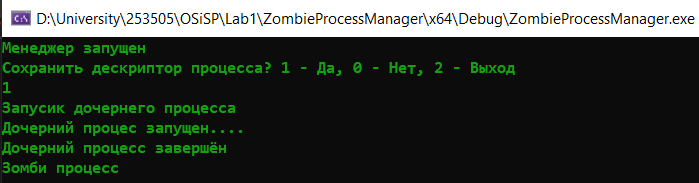 D:\University\253505\OSiSP\Lab1\ZombieProcessManager\x64\Debug\ZombieProcessManager.exe
Менеджер запущен
Сохранить дескриптор процесса? 1 - Да, 0 - Нет, 2 - Выход
1
Запусик дочернего процесса
Дочерний процес запущен....
Дочерний процесс завершён
Зомби процесс